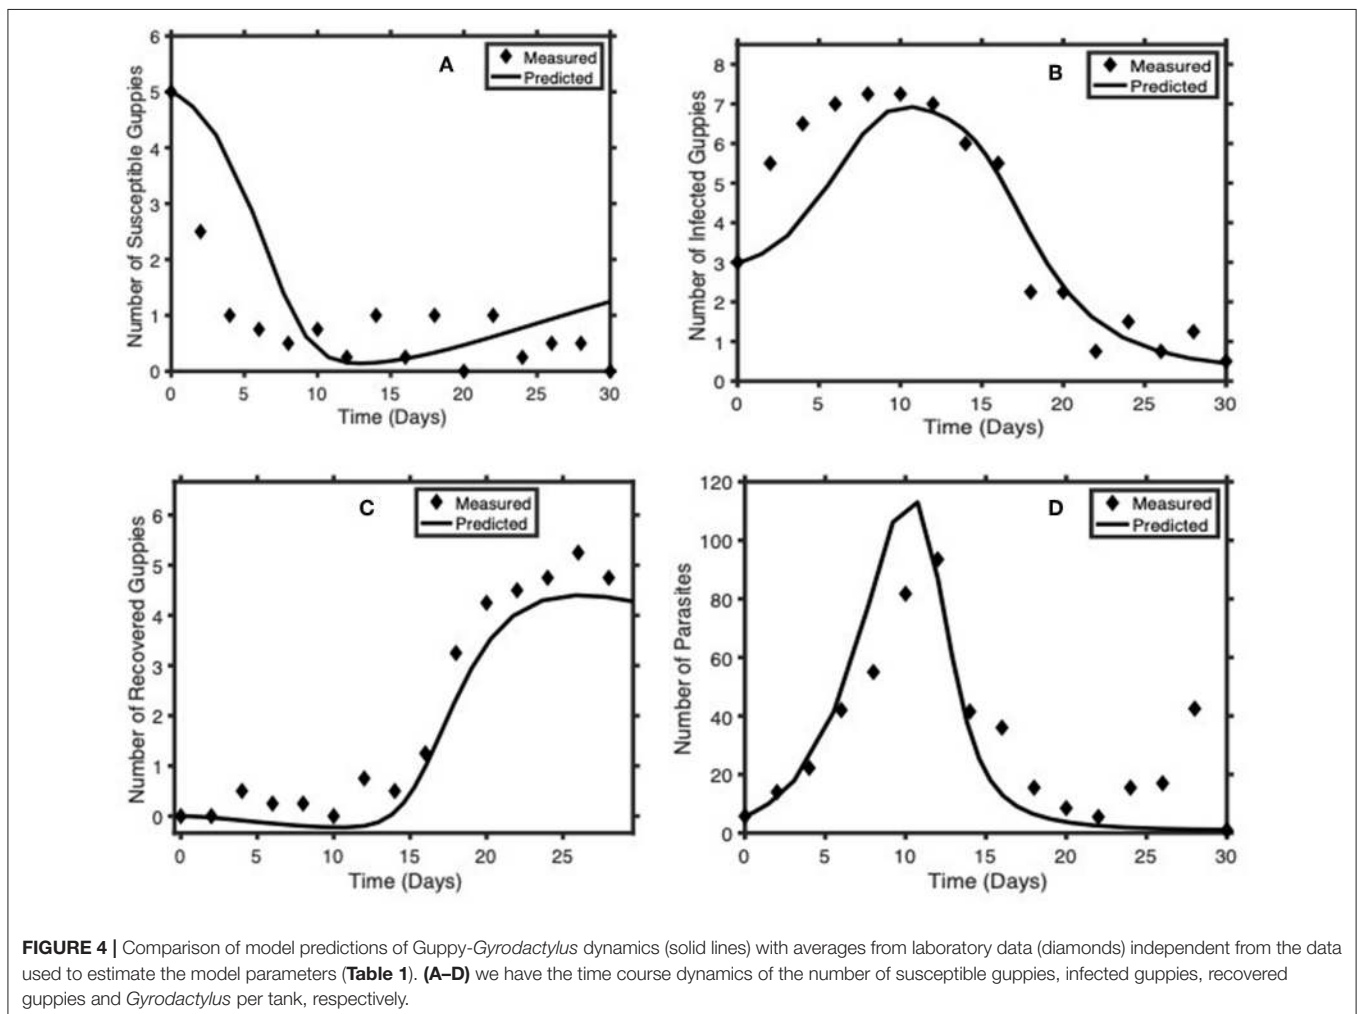 A
Measured
Predicted
Number of Susceptible Guppies
6
5
4
3
2
1
0
0 5 10 15 20 25 30
Time (Days)
B
Measured
Predicted
Number of Infected Guppies
8
7
6
5
4
3
2
1
0
0 5 10 15 20 25 30
Time (Days)
C
Measured
Predicted
Number of Recovered Guppies
6
5
4
3
2
1
0
0 5 10 15 20 25
Time (Days)
D
Measured
Predicted
Number of Parasites
120
100
80
60
40
20
0
0 5 10 15 20 25 30
Time (Days)
FIGURE 4 | Comparison of model predictions of Guppy-Gyrodactylus dynamics (solid lines) with averages from laboratory data (diamonds) independent from the data
used to estimate the model parameters (Table 1). (A–D) we have the time course dynamics of the number of susceptible guppies, infected guppies, recovered
guppies and Gyrodactylus per tank, respectively.